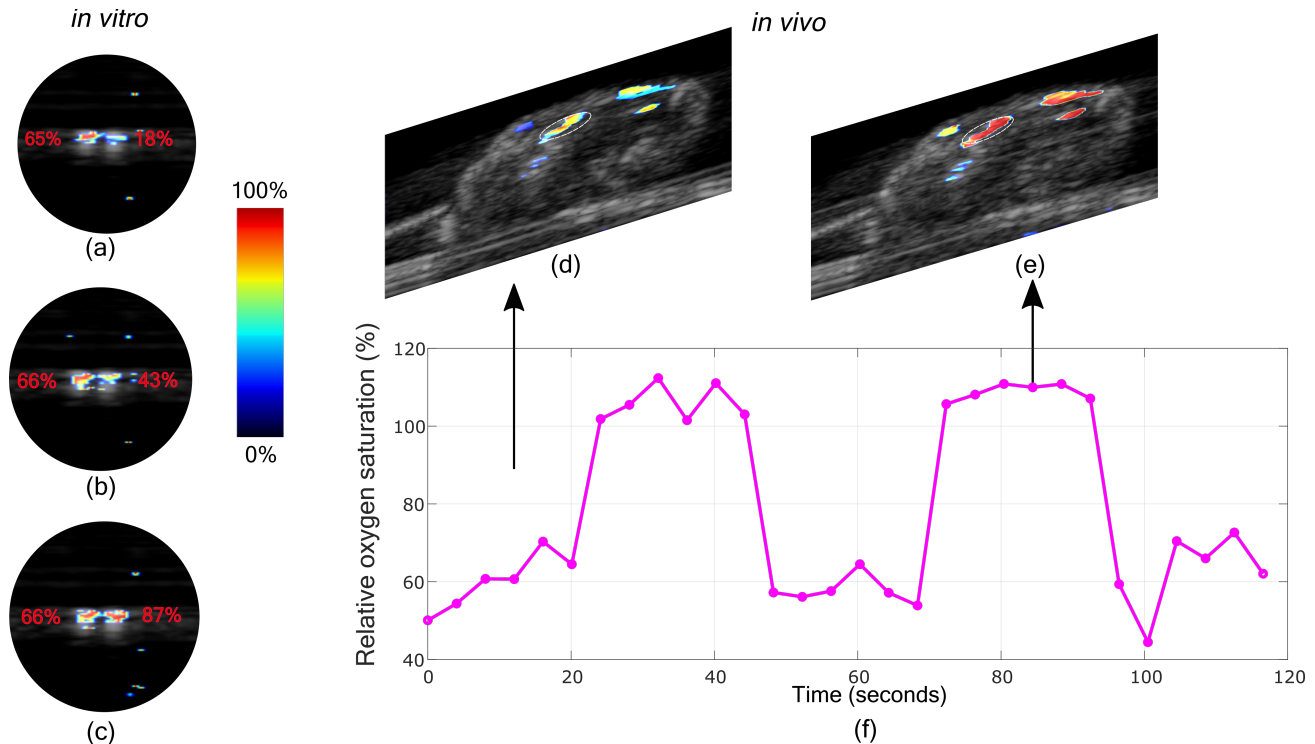 in vitro
65% 18%
(a)
100%
0%
66% 43%
(b)
66% 87%
(c)
in vivo
(d)
(e)
Relative oxygen saturation (%)
120
100
80
60
40
0 20 40 60 80 100 120
Time (seconds)
(f)